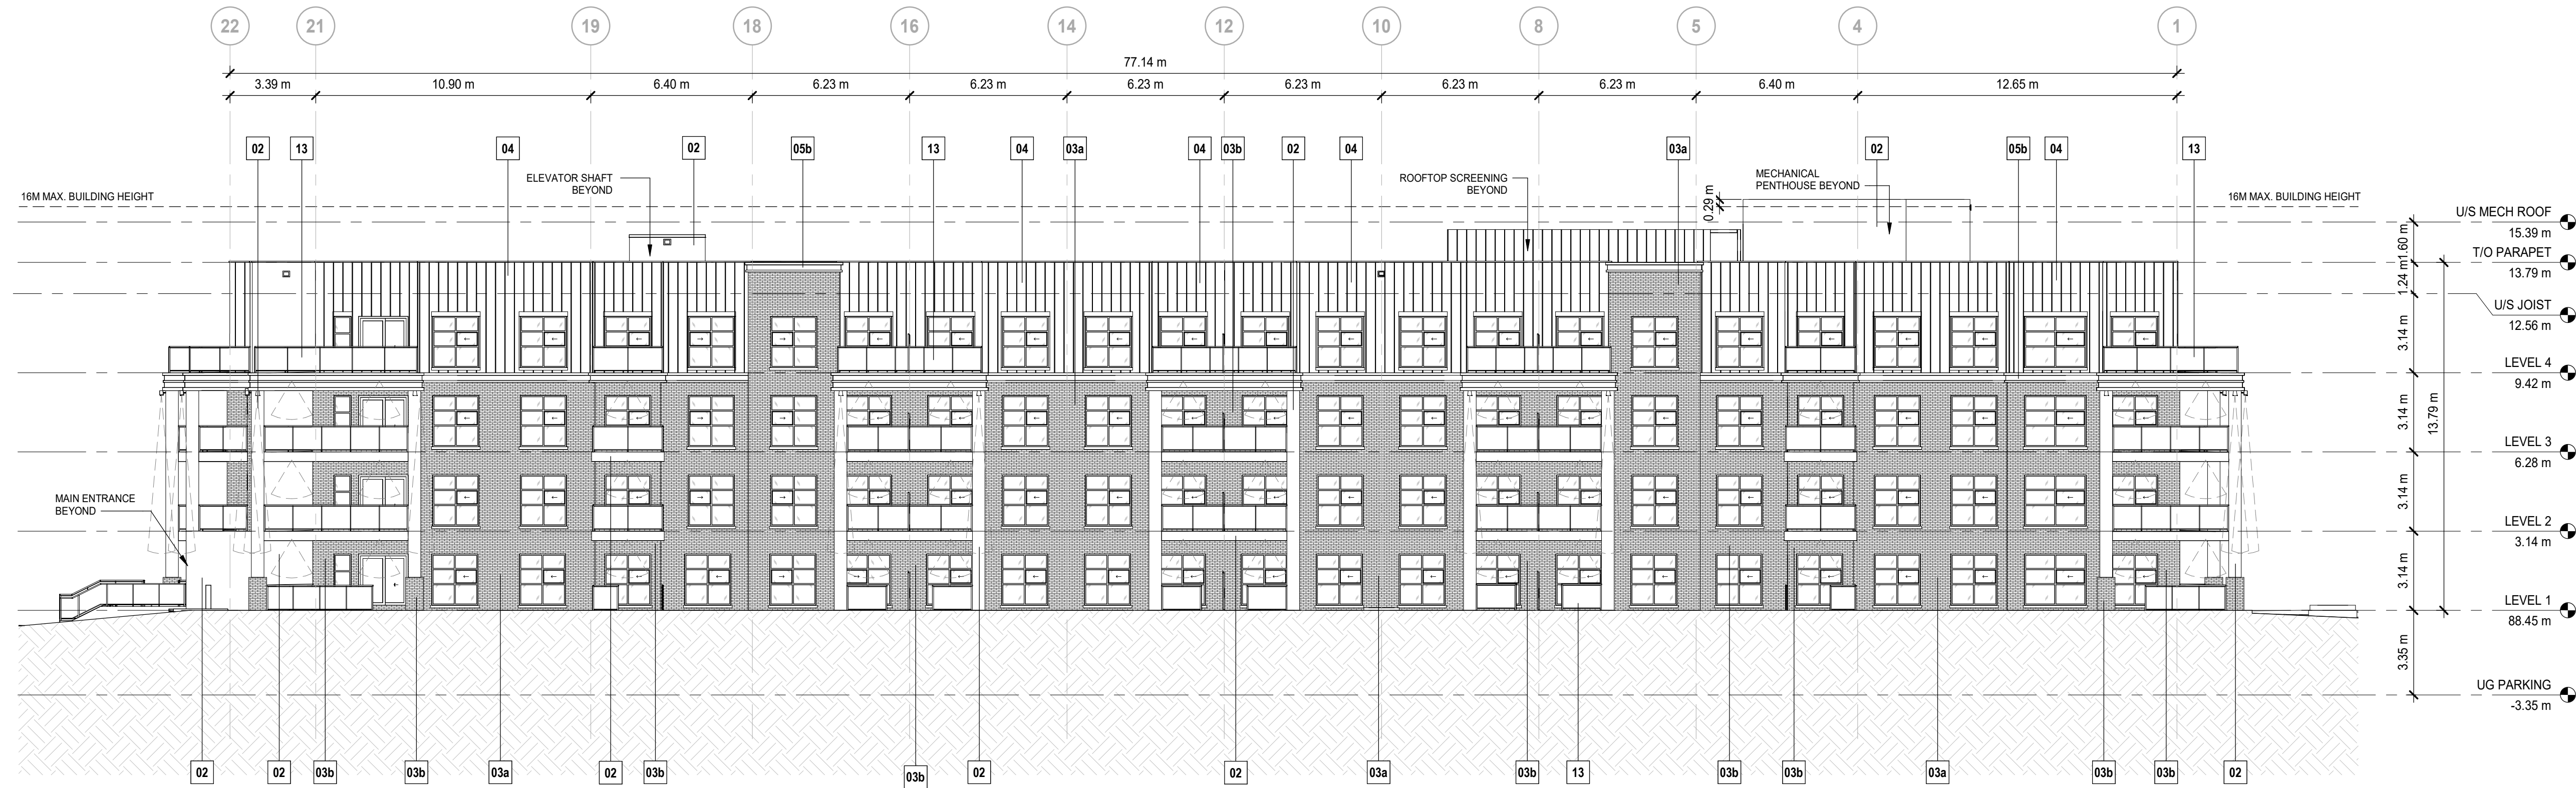 22 21 19 18 16 14 12 10 8 5 4 1
77.14 m
3.39 m 10.90 m 6.40 m 6.23 m 6.23 m 6.23 m 6.23 m 6.23 m 6.23 m 6.40 m 12.65 m
02 13 04 02 05b 13 04 03a 04 03b 02 04 03a 02 05b 04 13
ELEVATOR SHAFT
BEYOND
ROOFTOP SCREENING
BEYOND
MECHANICAL
PENTHOUSE BEYOND
16M MAX. BUILDING HEIGHT
0.29 m
16M MAX. BUILDING HEIGHT
U/S MECH ROOF
15.39 m
1.60 m
T/O PARAPET
13.79 m
1.24 m
U/S JOIST
12.56 m
3.14 m
LEVEL 4
9.42 m
3.14 m
13.79 m
LEVEL 3
6.28 m
3.14 m
MAIN ENTRANCE
BEYOND
LEVEL 2
3.14 m
3.14 m
LEVEL 1
88.45 m
3.35 m
UG PARKING
-3.35 m
02 02 03b 03b 03a 02 03b 03b 02 02 03a 03b 13 03b 03b 03a 03b 03b 02